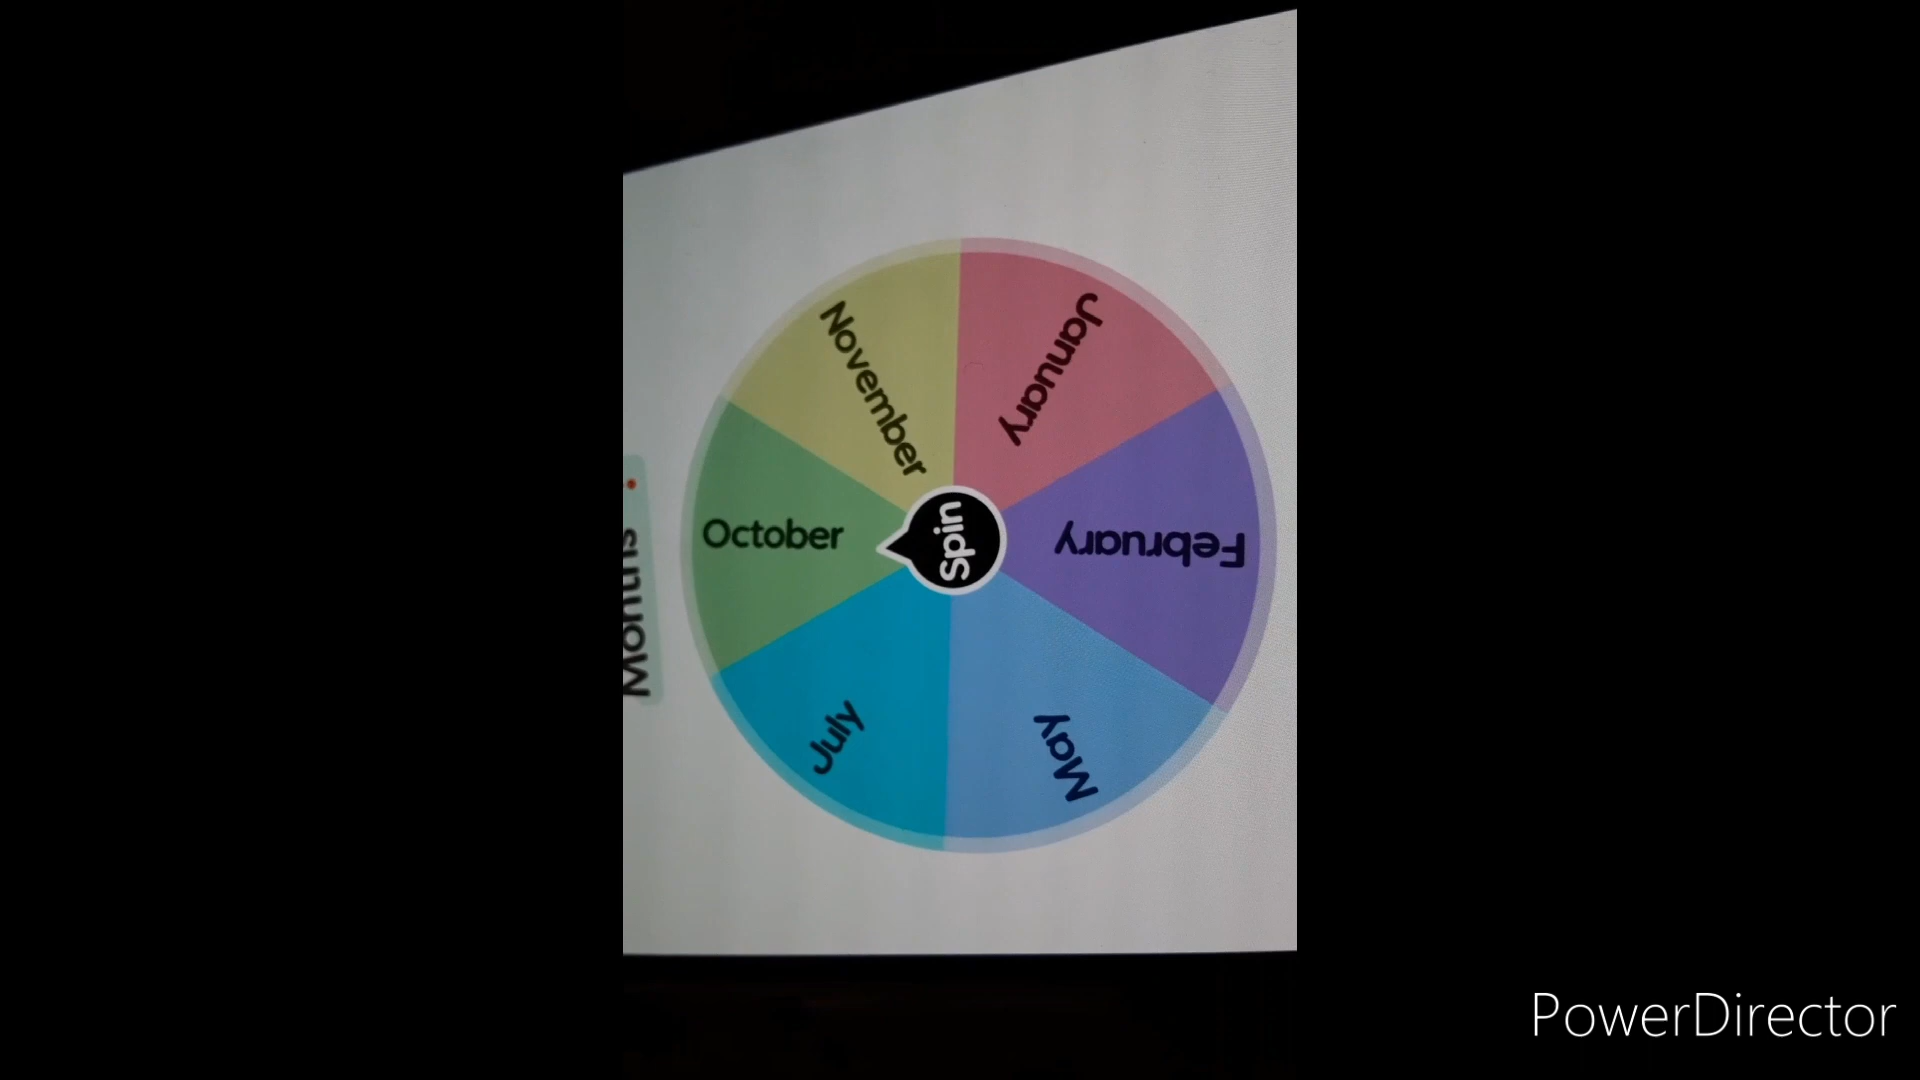 Months
November
January
October
Spin
February
July
May
PowerDirector